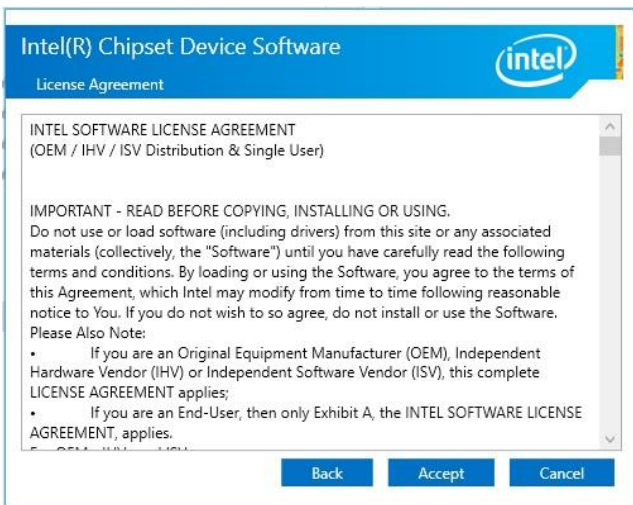 Intel(R) Chipset Device Software
intel
License Agreement
INTEL SOFTWARE LICENSE AGREEMENT
(OEM / IHV / ISV Distribution & Single User)
IMPORTANT - READ BEFORE COPYING, INSTALLING OR USING.
Do not use or load software (including drivers) from this site or any associated
materials (collectively, the "Software") until you have carefully read the following
terms and conditions. By loading or using the Software, you agree to the terms of
this Agreement, which Intel may modify from time to time following reasonable
notice to You. If you do not wish to so agree, do not install or use the Software.
Please Also Note:
• If you are an Original Equipment Manufacturer (OEM), Independent
Hardware Vendor (IHV) or Independent Software Vendor (ISV), this complete
LICENSE AGREEMENT applies;
• If you are an End-User, then only Exhibit A, the INTEL SOFTWARE LICENSE
AGREEMENT, applies.
Back Accept Cancel